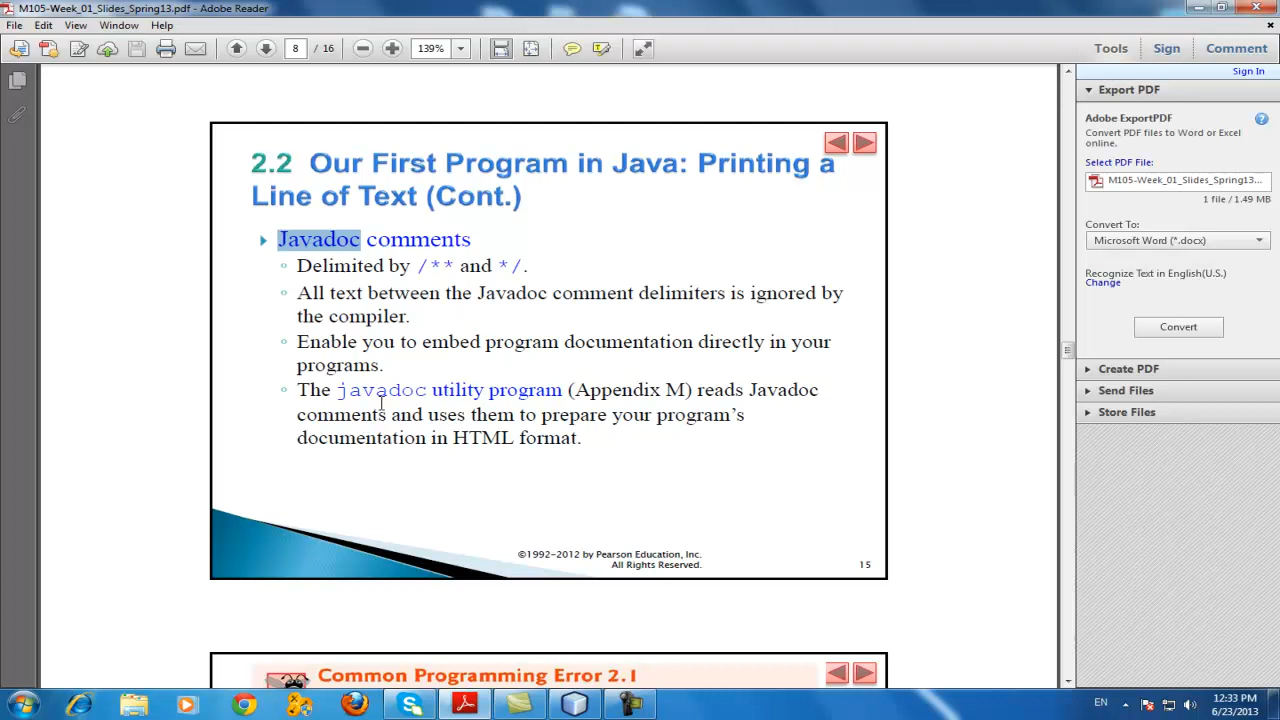 M105-Week_01_Slides_Spring13.pdf - Adobe Reader
File Edit View Window Help
8 / 16 139% Tools Sign Comment
Sign In
Export PDF
Adobe ExportPDF
Convert PDF files to Word or Excel online.
Select PDF File:
M105-Week_01_Slides_Spring13...
1 file / 1.49 MB
Convert To:
Microsoft Word (*.docx)
Recognize Text in English(U.S.)
Change
Convert
Create PDF
Send Files
Store Files
2.2 Our First Program in Java: Printing a
Line of Text (Cont.)
Javadoc comments
Delimited by /** and */.
All text between the Javadoc comment delimiters is ignored by
the compiler.
Enable you to embed program documentation directly in your
programs.
The javadoc utility program (Appendix M) reads Javadoc
comments and uses them to prepare your program's
documentation in HTML format.
©1992-2012 by Pearson Education, Inc.
All Rights Reserved.
15
Common Programming Error 2.1
EN
12:33 PM
6/23/2013